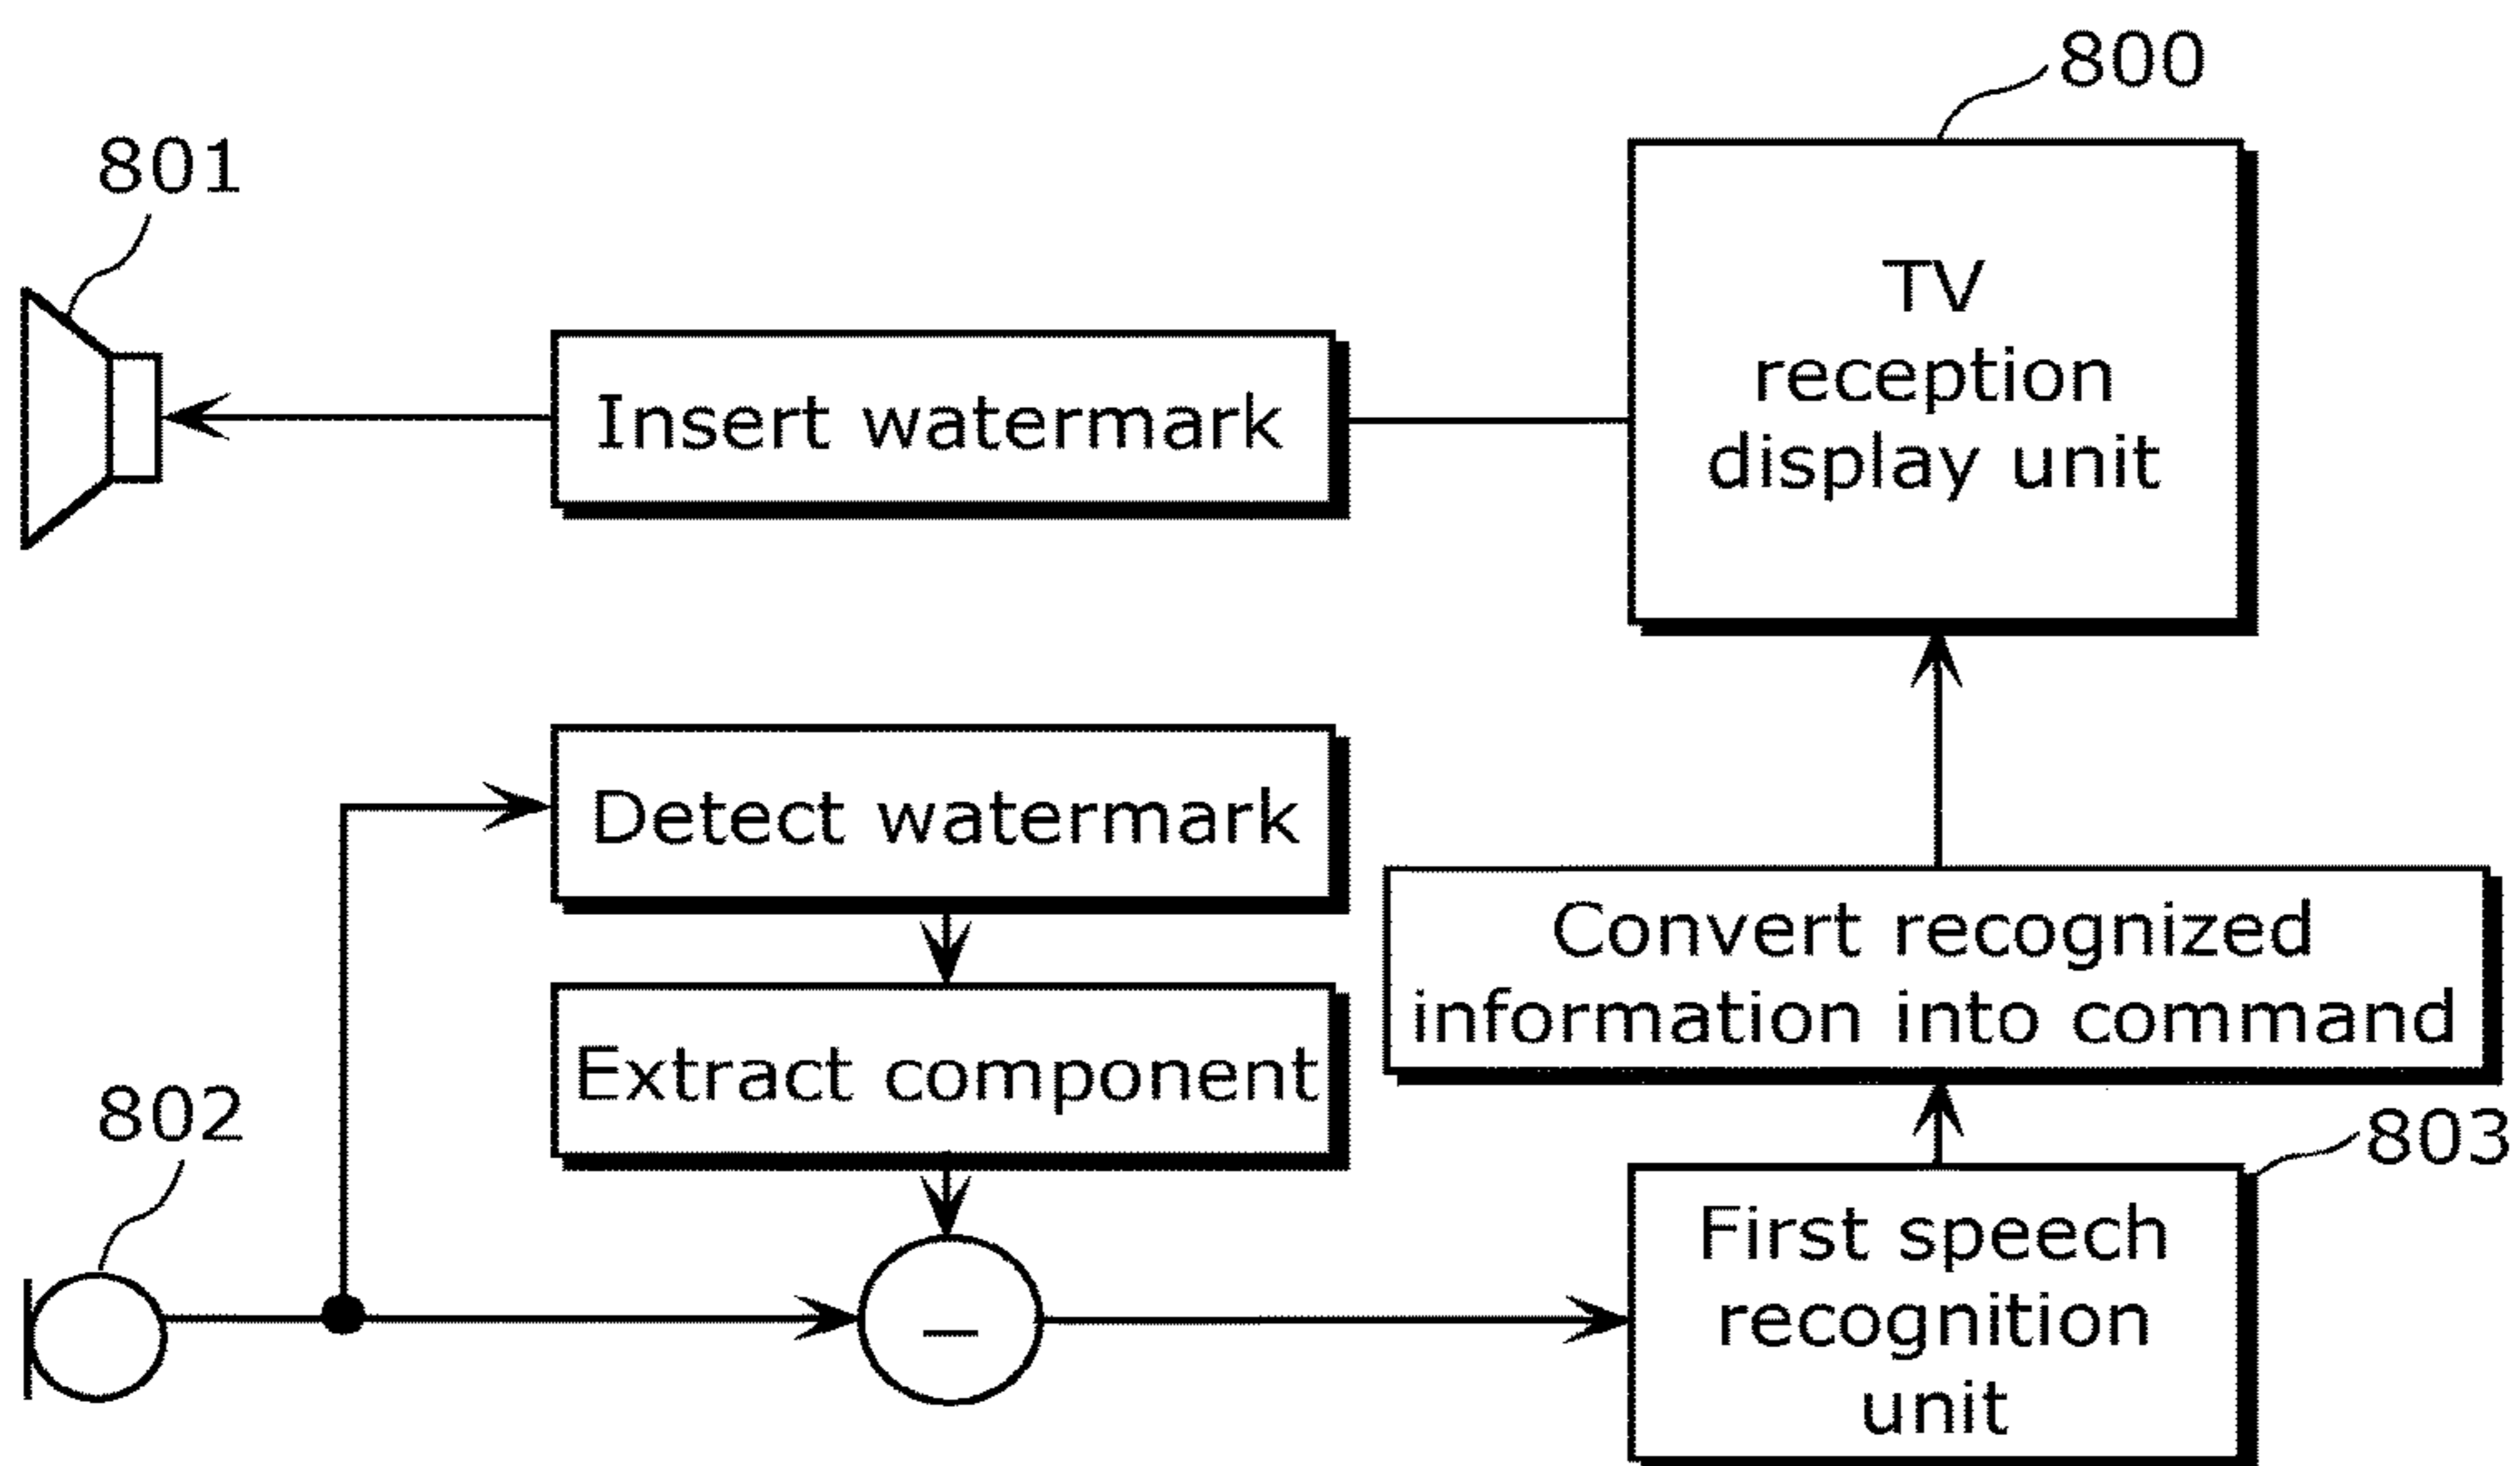 800
801
TV
reception
display unit
Insert watermark
Detect watermark
Convert recognized
information into command
Extract component
802
803
First speech
recognition
unit
−